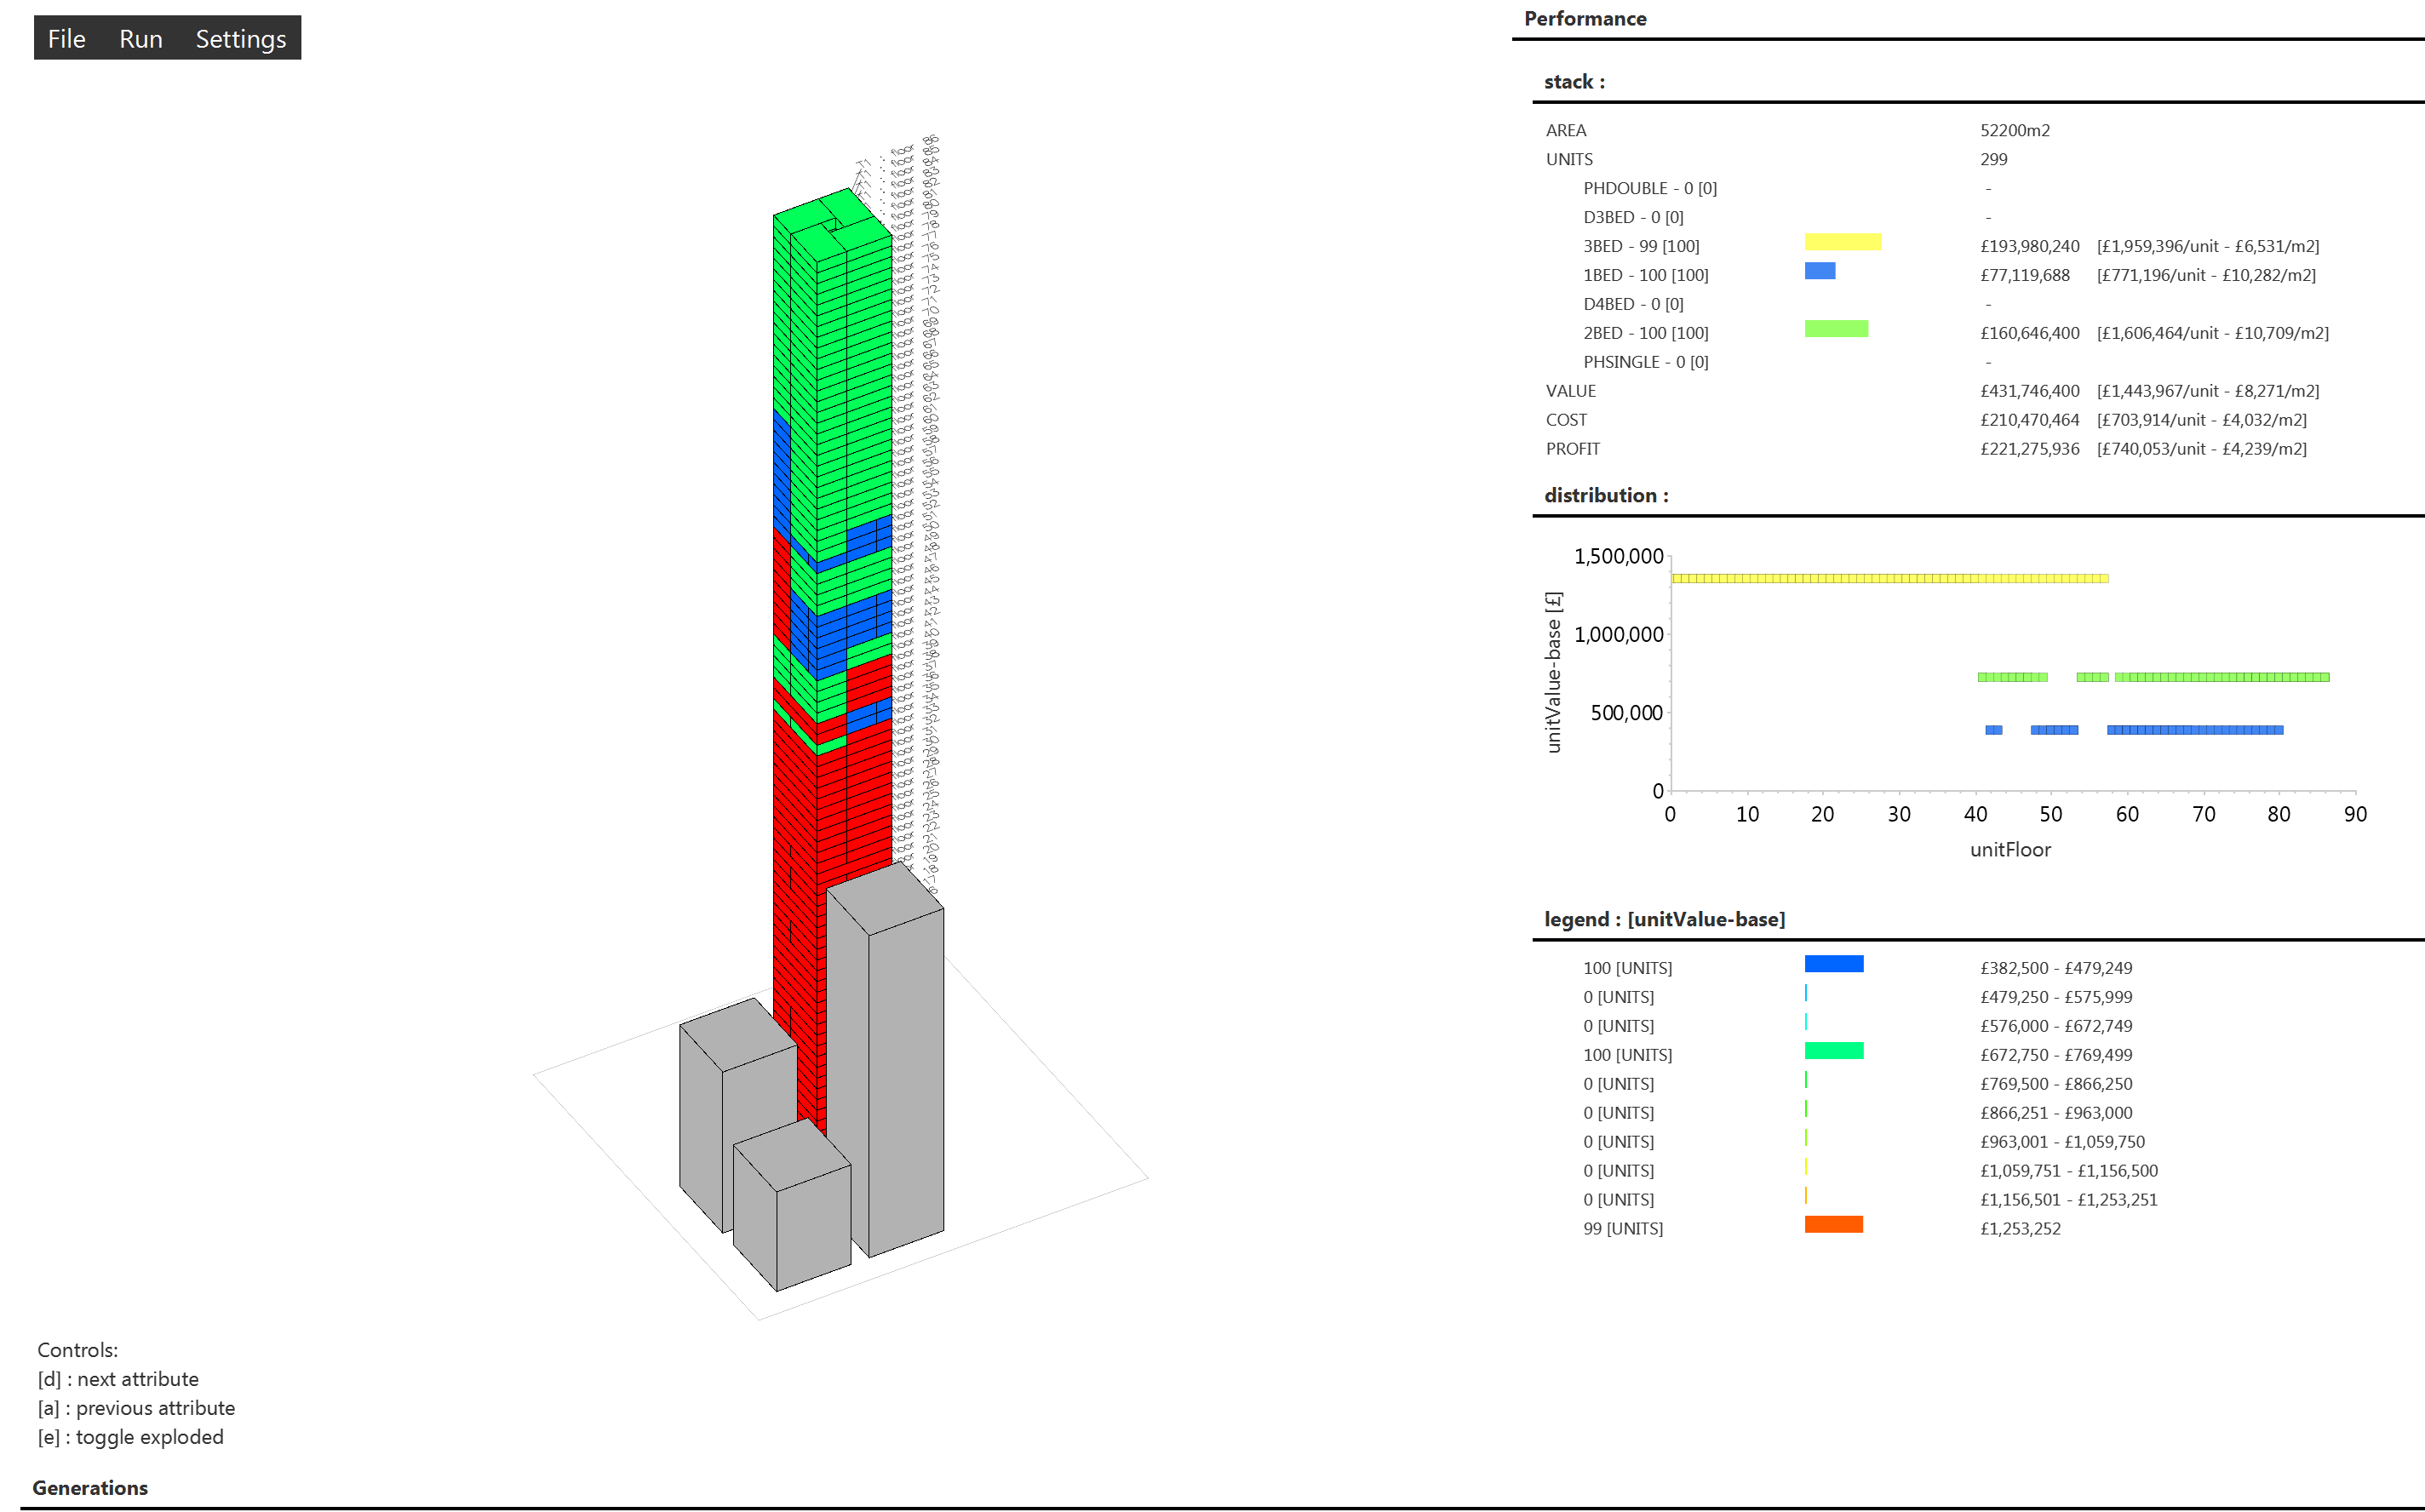 File Run Settings
Performance
stack :
AREA 52200m2
UNITS 299
PHDOUBLE - 0 [0] -
D3BED - 0 [0] -
3BED - 99 [100] £193,980,240 [£1,959,396/unit - £6,531/m2]
1BED - 100 [100] £77,119,688 [£771,196/unit - £10,282/m2]
D4BED - 0 [0] -
2BED - 100 [100] £160,646,400 [£1,606,464/unit - £10,709/m2]
PHSINGLE - 0 [0] -
VALUE £431,746,400 [£1,443,967/unit - £8,271/m2]
COST £210,470,464 [£703,914/unit - £4,032/m2]
PROFIT £221,275,936 [£740,053/unit - £4,239/m2]
distribution :
unitValue-base [£]
1,500,000
1,000,000
500,000
0
0 10 20 30 40 50 60 70 80 90
unitFloor
legend : [unitValue-base]
100 [UNITS] £382,500 - £479,249
0 [UNITS] £479,250 - £575,999
0 [UNITS] £576,000 - £672,749
100 [UNITS] £672,750 - £769,499
0 [UNITS] £769,500 - £866,250
0 [UNITS] £866,251 - £963,000
0 [UNITS] £963,001 - £1,059,750
0 [UNITS] £1,059,751 - £1,156,500
0 [UNITS] £1,156,501 - £1,253,251
99 [UNITS] £1,253,252
Controls:
[d] : next attribute
[a] : previous attribute
[e] : toggle exploded
Generations